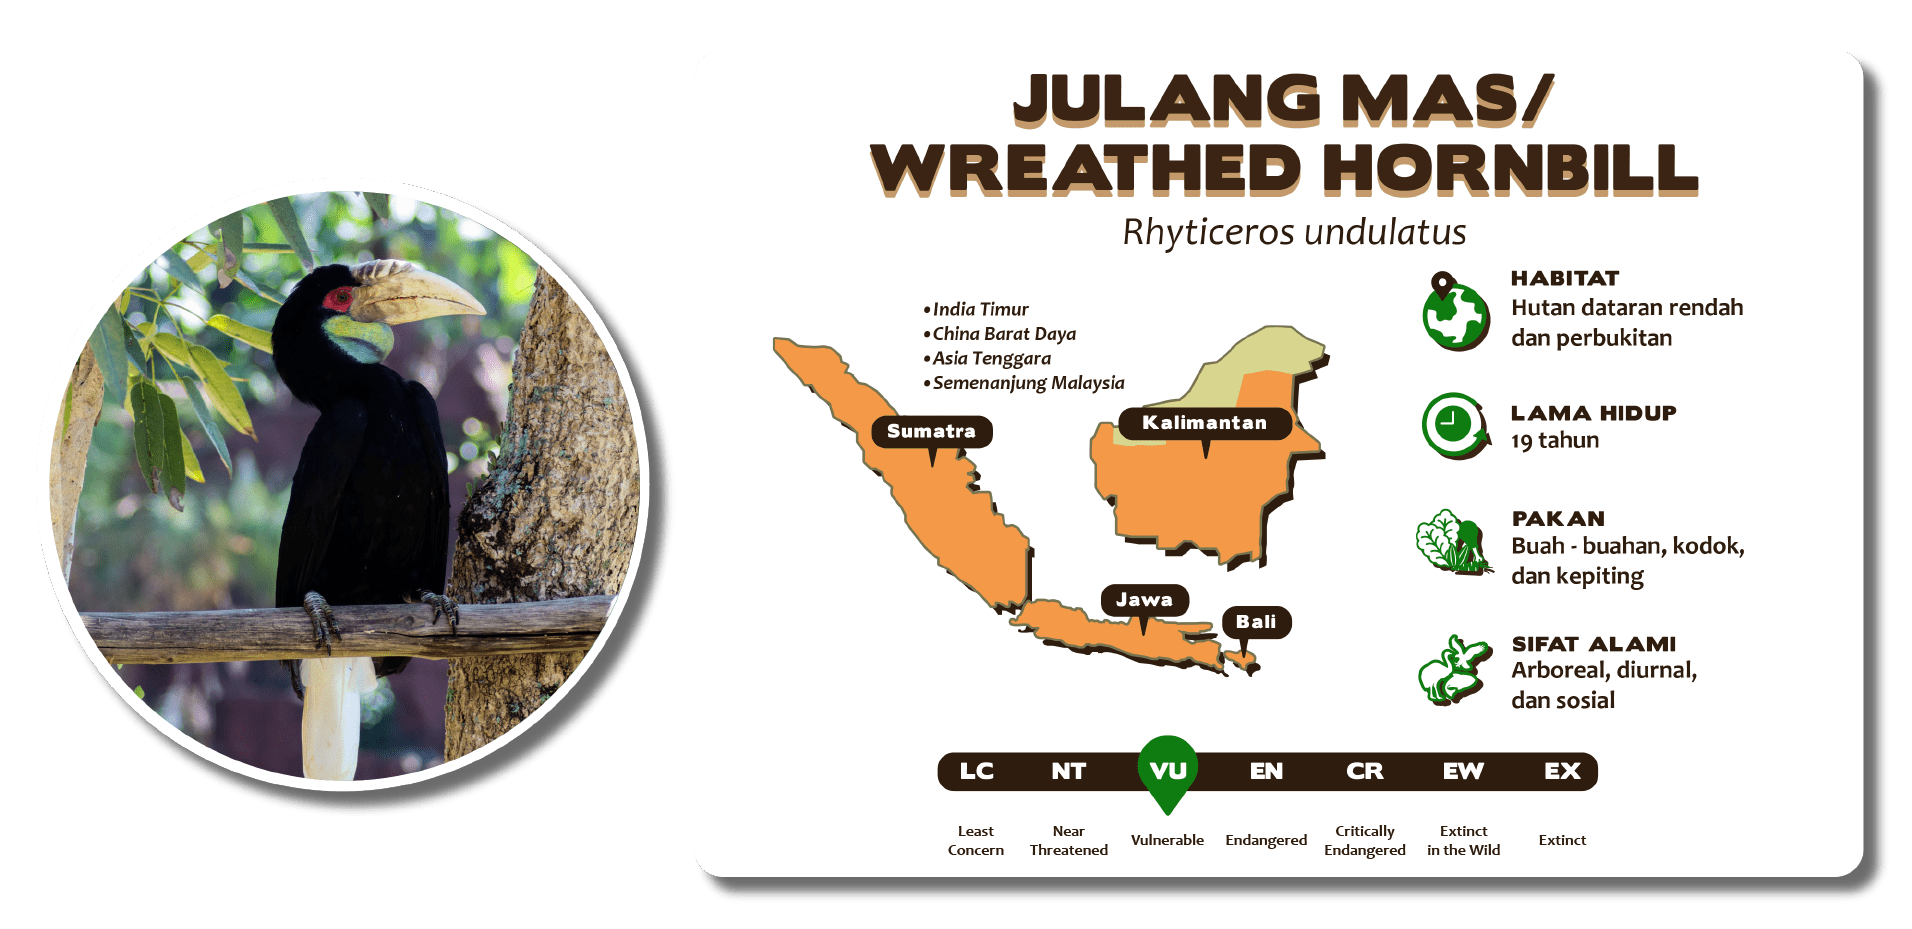 JULANG MAS/
WREATHED HORNBILL
Rhyticeros undulatus
•India Timur
•China Barat Daya
•Asia Tenggara
•Semenanjung Malaysia
Sumatra
Kalimantan
Jawa
Bali
HABITAT
Hutan dataran rendah
dan perbukitan
LAMA HIDUP
19 tahun
PAKAN
Buah - buahan, kodok,
dan kepiting
SIFAT ALAMI
Arboreal, diurnal,
dan sosial
LC NT VU EN CR EW EX
Least
Concern
Near
Threatened
Vulnerable
Endangered
Critically
Endangered
Extinct
in the Wild
Extinct